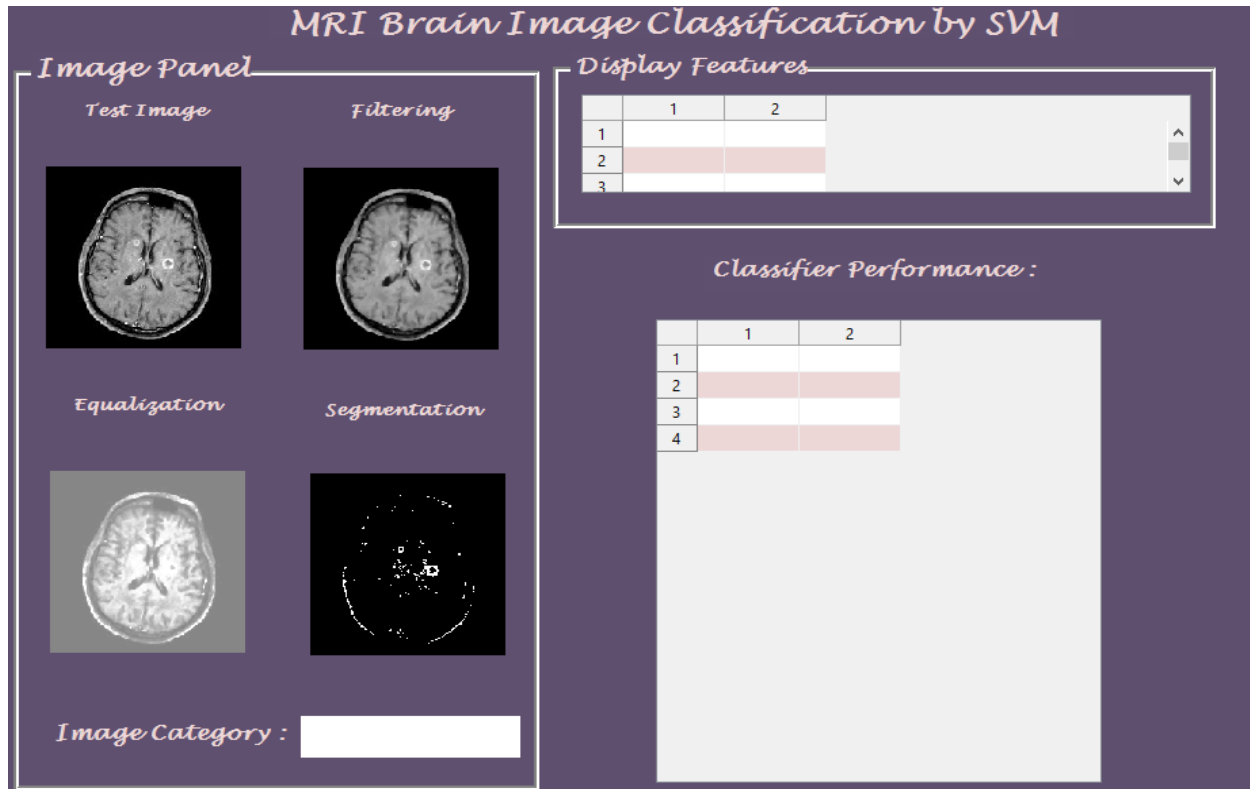 MRI Brain Image Classification by SVM
Image Panel
Test Image
Filtering
Equalization
Segmentation
Image Category :
Display Features
1 2
1
2
3
Classifier Performance :
1 2
1
2
3
4